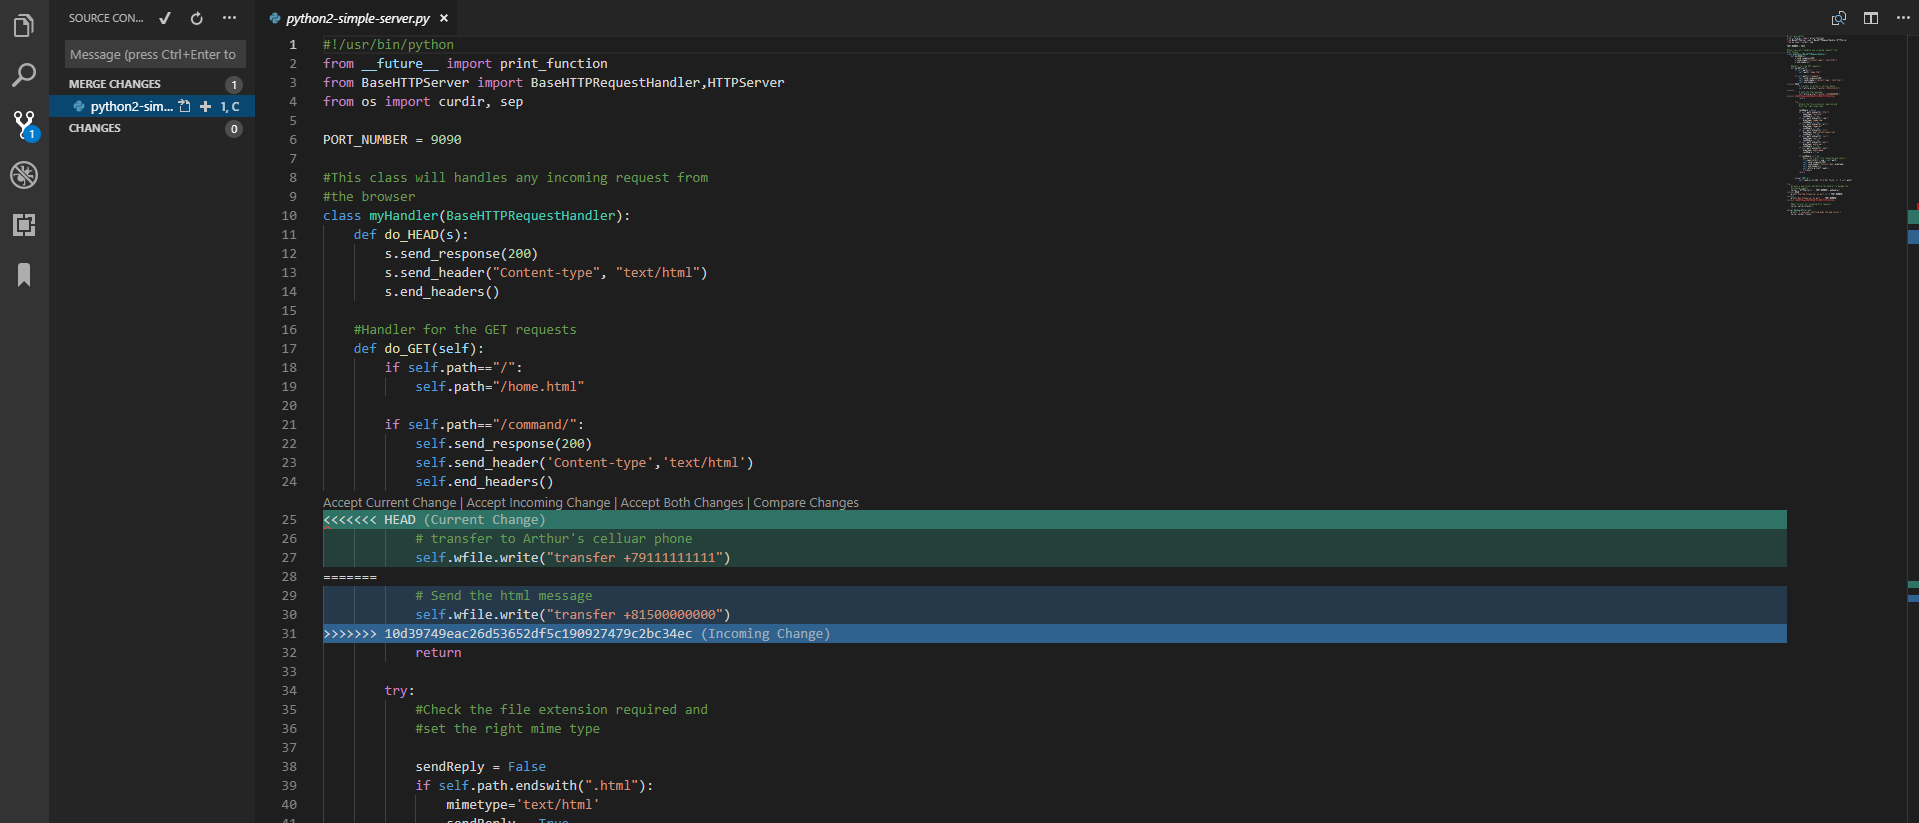 SOURCE CON...
Message (press Ctrl+Enter to
MERGE CHANGES 1
python2-sim... 1, C
CHANGES 0
1
python2-simple-server.py
1 #!/usr/bin/python
2 from __future__ import print_function
3 from BaseHTTPServer import BaseHTTPRequestHandler,HTTPServer
4 from os import curdir, sep
5
6 PORT_NUMBER = 9090
7
8 #This class will handles any incoming request from
9 #the browser
10 class myHandler(BaseHTTPRequestHandler):
11 def do_HEAD(s):
12 s.send_response(200)
13 s.send_header("Content-type", "text/html")
14 s.end_headers()
15
16 #Handler for the GET requests
17 def do_GET(self):
18 if self.path=="/":
19 self.path="/home.html"
20
21 if self.path=="/command/":
22 self.send_response(200)
23 self.send_header('Content-type','text/html')
24 self.end_headers()
Accept Current Change | Accept Incoming Change | Accept Both Changes | Compare Changes
25 <<<<<<< HEAD (Current Change)
26 # transfer to Arthur's celluar phone
27 self.wfile.write("transfer +79111111111")
28 =======
29 # Send the html message
30 self.wfile.write("transfer +81500000000")
31 >>>>>>> 10d39749eac26d53652df5c190927479c2bc34ec (Incoming Change)
32 return
33
34 try:
35 #Check the file extension required and
36 #set the right mime type
37
38 sendReply = False
39 if self.path.endswith(".html"):
40 mimetype='text/html'
41 sendReply = True